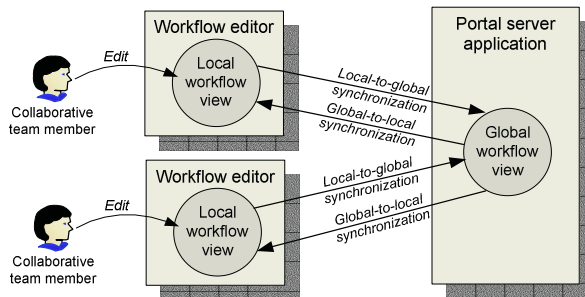 Workflow editor
Edit
Local
workflow
view
Collaborative
team member
Local-to-global
synchronization
Global-to-local
synchronization
Portal server
application
Global
workflow
view
Workflow editor
Edit
Local
workflow
view
Collaborative
team member
Local-to-global
synchronization
Global-to-local
synchronization